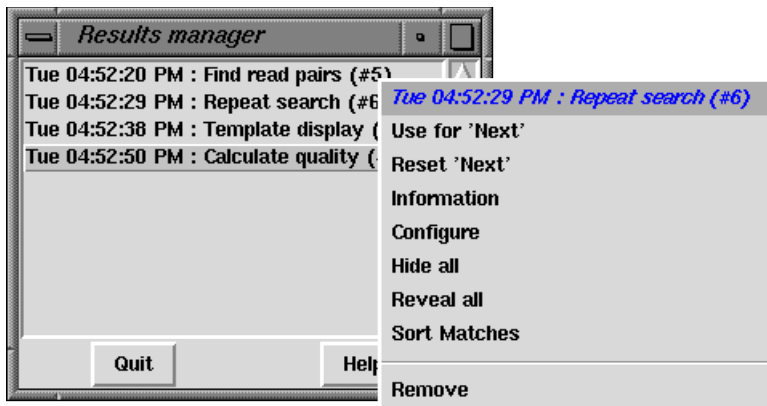 Results manager
Tue 04:52:20 PM : Find read pairs (#5)
Tue 04:52:29 PM : Repeat search (#6
Tue 04:52:38 PM : Template display (
Tue 04:52:50 PM : Calculate quality (
Quit
Help
Tue 04:52:29 PM : Repeat search (#6)
Use for 'Next'
Reset 'Next'
Information
Configure
Hide all
Reveal all
Sort Matches
Remove